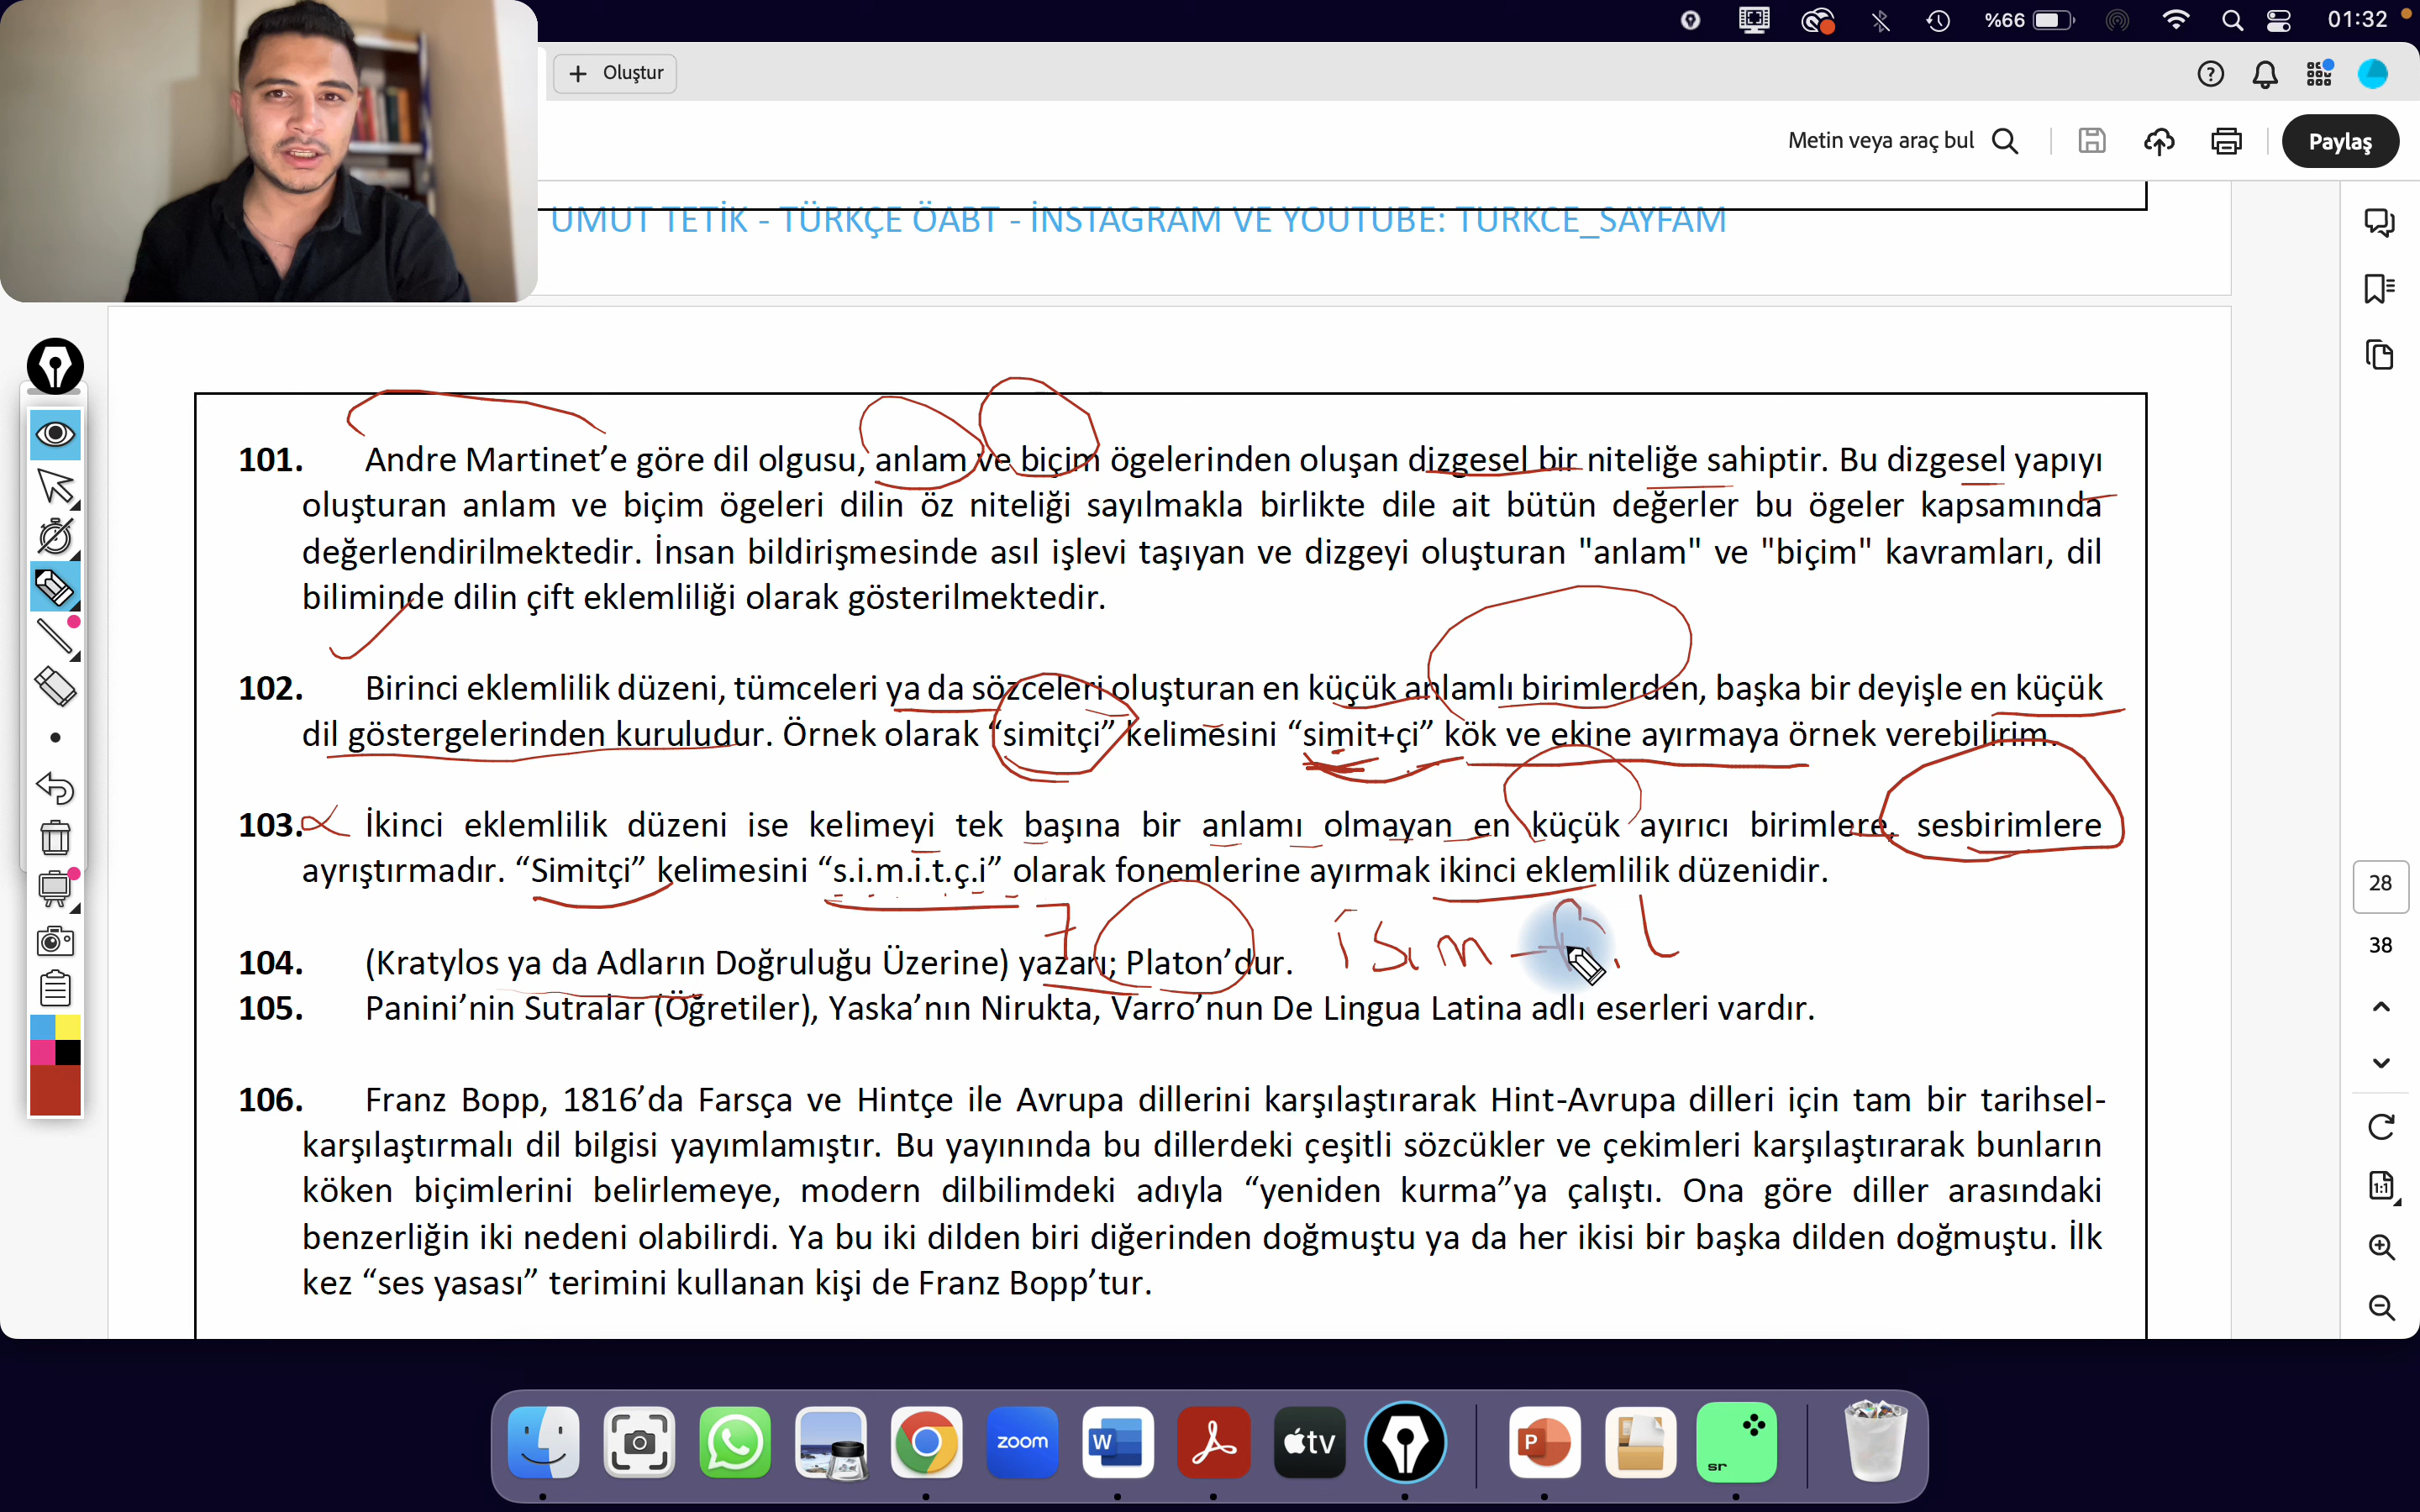 %66
01:32
+ Oluştur
Metin veya araç bul
Paylaş
UMUT TETİK - TÜRKÇE ÖABT - İNSTAGRAM VE YOUTUBE: TURKCE_SAYFAM
101. Andre Martinet’e göre dil olgusu, anlam ve biçim ögelerinden oluşan dizgesel bir niteliğe sahiptir. Bu dizgesel yapıyı
oluşturan anlam ve biçim ögeleri dilin öz niteliği sayılmakla birlikte dile ait bütün değerler bu ögeler kapsamında
değerlendirilmektedir. İnsan bildirişmesinde asıl işlevi taşıyan ve dizgeyi oluşturan "anlam" ve "biçim" kavramları, dil
biliminde dilin çift eklemliliği olarak gösterilmektedir.
102. Birinci eklemlilik düzeni, tümceleri ya da sözceleri oluşturan en küçük anlamlı birimlerden, başka bir deyişle en küçük
dil göstergelerinden kuruludur. Örnek olarak “simitçi” kelimesini “simit+çi” kök ve ekine ayırmaya örnek verebilirim.
103. İkinci eklemlilik düzeni ise kelimeyi tek başına bir anlamı olmayan en küçük ayırıcı birimlere, sesbirimlere
ayrıştırmadır. “Simitçi” kelimesini “s.i.m.i.t.ç.i” olarak fonemlerine ayırmak ikinci eklemlilik düzenidir.
7
104. (Kratylos ya da Adların Doğruluğu Üzerine) yazarı; Platon’dur. isim - fiil
105. Panini’nin Sutralar (Öğretiler), Yaska’nın Nirukta, Varro’nun De Lingua Latina adlı eserleri vardır.
106. Franz Bopp, 1816’da Farsça ve Hintçe ile Avrupa dillerini karşılaştırarak Hint-Avrupa dilleri için tam bir tarihsel-
karşılaştırmalı dil bilgisi yayımlamıştır. Bu yayınında bu dillerdeki çeşitli sözcükler ve çekimleri karşılaştırarak bunların
köken biçimlerini belirlemeye, modern dilbilimdeki adıyla “yeniden kurma”ya çalıştı. Ona göre diller arasındaki
benzerliğin iki nedeni olabilirdi. Ya bu iki dilden biri diğerinden doğmuştu ya da her ikisi bir başka dilden doğmuştu. İlk
kez “ses yasası” terimini kullanan kişi de Franz Bopp’tur.
28
38
1:1
zoom
W
tv
P
sr